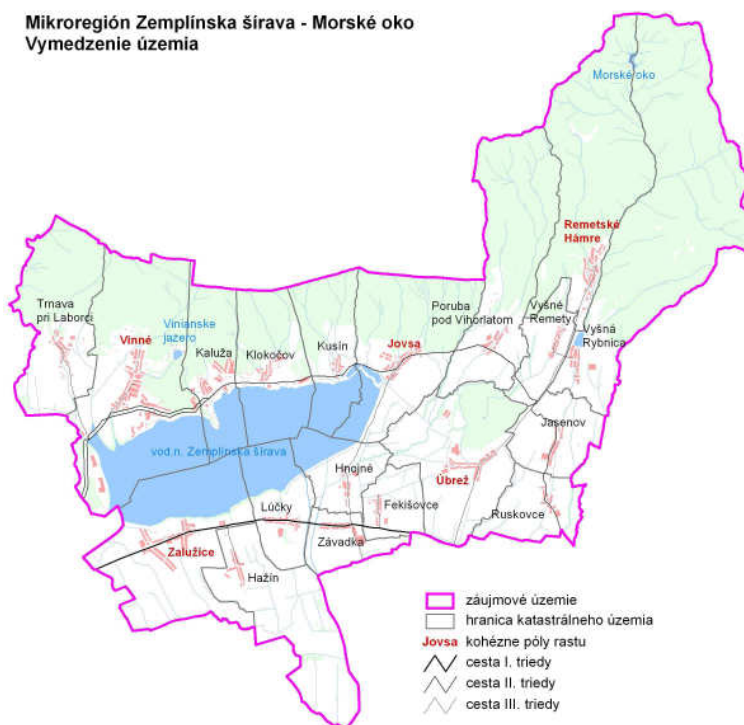 Mikroregión Zemplínska šírava - Morské oko
Vymedzenie územia
Morské oko
Remetské
Hámre
Trnava
pri Laborci
Vinné
Vinianske
jazero
Kaluža
Klokočov
Kusín
Jovsa
Poruba
pod Vihorlatom
Vyšné
Remety
Vyšná
Rybnica
vod.n. Zemplínska šírava
Hnojné
Úbrež
Jasenov
Lúčky
Fekišovce
Ruskovce
Zalužice
Závadka
Hažín
záujmové územie
hranica katastrálneho územia
Jovsa kohézne póly rastu
cesta I. triedy
cesta II. triedy
cesta III. triedy